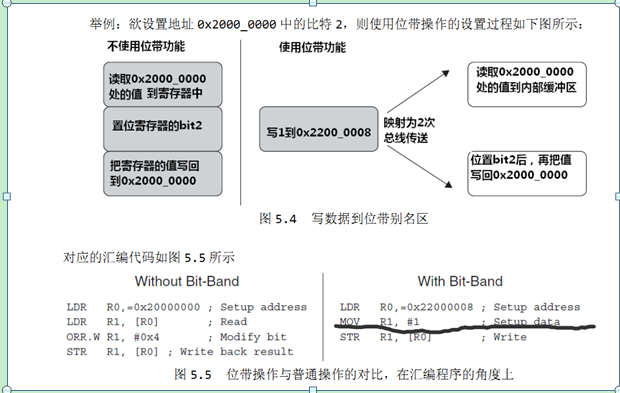 举例：欲设置地址 0x2000_0000 中的比特 2，则使用位带操作的设置过程如下图所示：
不使用位带功能
使用位带功能
读取0x2000_0000
处的值 到寄存器中
置位寄存器的bit2
把寄存器的值写回
到0x2000_0000
写1到0x2200_0008
映射为2次
总线传送
读取0x2000_0000
处的值到内部缓冲区
位置bit2后，再把值
写回0x2000_0000
图 5.4 写数据到位带别名区
对应的汇编代码如图 5.5 所示
Without Bit-Band
LDR R0,=0x20000000 ; Setup address
LDR R1, [R0] ; Read
ORR.W R1, #0x4 ; Modify bit
STR R1, [R0] ; Write back result
With Bit-Band
LDR R0,=0x22000008 ; Setup address
MOV R1, #1 ; Setup data
STR R1, [R0] ; Write
图 5.5 位带操作与普通操作的对比，在汇编程序的角度上